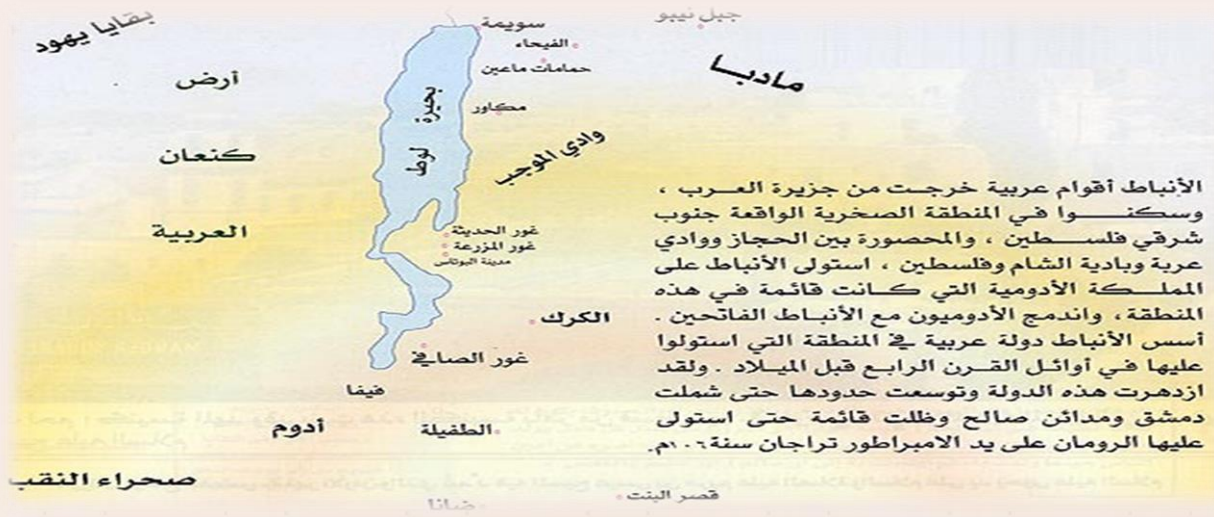 بقايا يهود
جبل نيبو
سويمة
الفيحاء
حمامات ماعين
مادبا
أرض
كنعان
العربية
بحيرة لوط
مكاور
وادي الموجب
غور الحديثة
غور المزرعة
مدينة البوتاس
الكرك
غور الصافي
فيفا
أدوم
الطفيلة
صحراء النقب
ضانا
قصر البنت
الأنباط أقوام عربية خرجت من جزيرة العرب ،
وسكنوا في المنطقة الصخرية الواقعة جنوب
شرقي فلسطين ، والمحصورة بين الحجاز ووادي
عربة وبادية الشام وفلسطين ، استولى الأنباط على
المملكة الأدومية التي كانت قائمة في هذه
المنطقة ، واندمج الأدوميون مع الأنباط الفاتحين .
أسس الأنباط دولة عربية في المنطقة التي استولوا
عليها في أوائل القرن الرابع قبل الميلاد . ولقد
ازدهرت هذه الدولة وتوسعت حدودها حتى شملت
دمشق ومدائن صالح وظلت قائمة حتى استولى
عليها الرومان على يد الامبراطور تراجان سنة ١٠٦م.